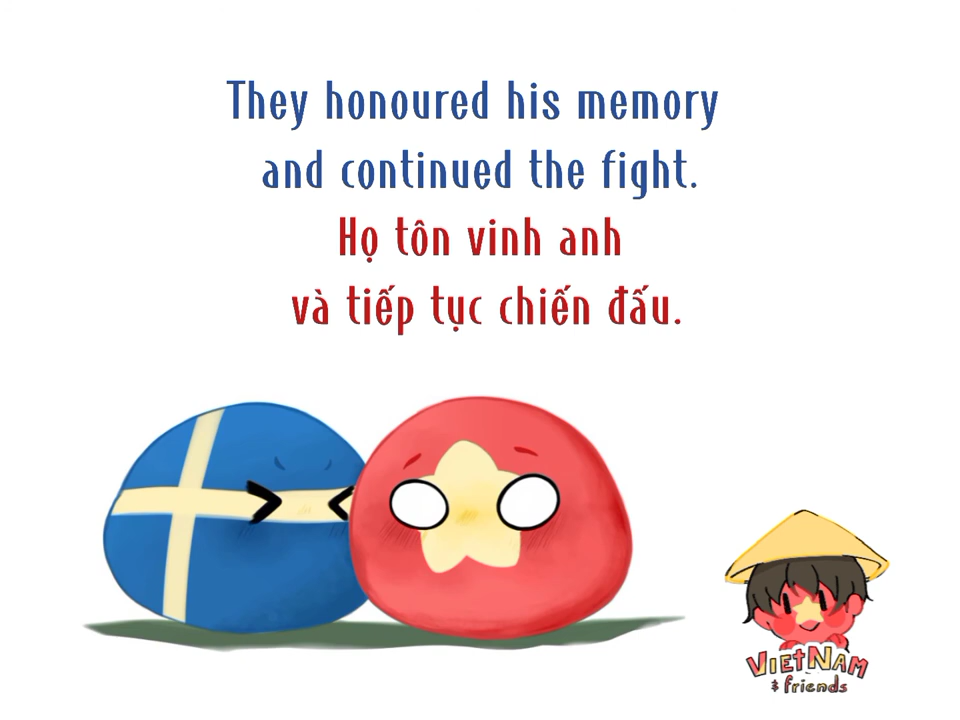 They honoured his memory
and continued the fight.
Họ tôn vinh anh
và tiếp tục chiến đấu.
VIETNAM
& friends